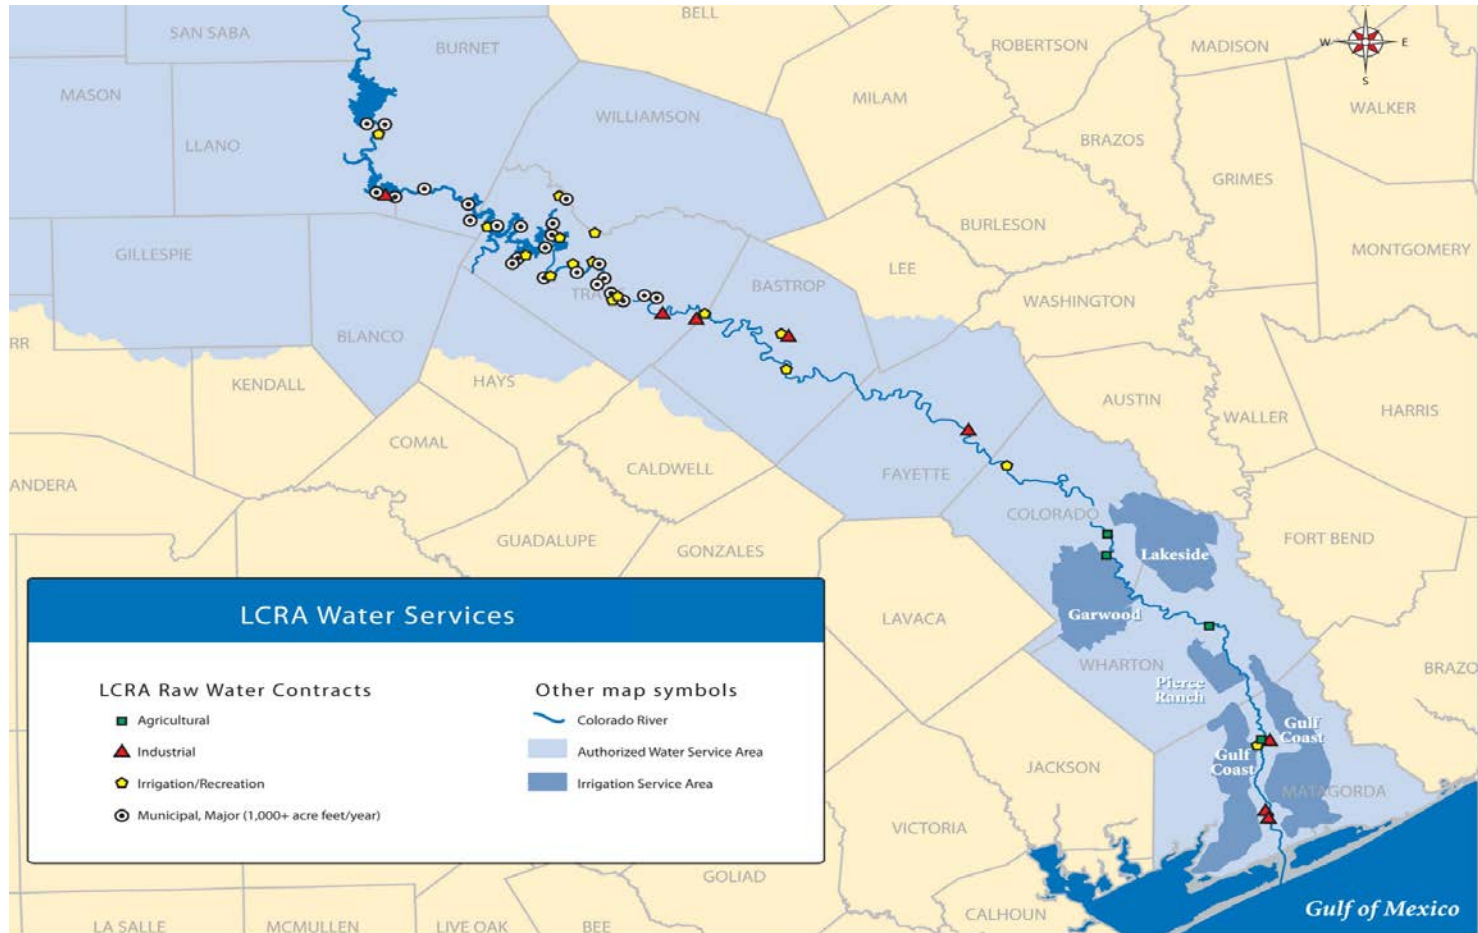 BELL
SAN SABA
BURNET
ROBERTSON
MADISON
W
E
S
MASON
MILAM
WALKER
WILLIAMSON
LLANO
BRAZOS
GRIMES
BURLESON
GILLESPIE
MONTGOMERY
LEE
BASTROP
WASHINGTON
BLANCO
RR
KENDALL
HAYS
AUSTIN
WALLER
HARRIS
COMAL
CALDWELL
FAYETTE
ANDERA
COLORADO
GUADALUPE
GONZALES
FORT BEND
Lakeside
Garwood
LAVACA
WHARTON
BRAZO
Pierce
Ranch
Gulf
Coast
Gulf
Coast
JACKSON
MATAGORDA
VICTORIA
GOLIAD
CALHOUN
Gulf of Mexico
LA SALLE
MCMULLEN
LIVE OAK
BEE
LCRA Water Services
LCRA Raw Water Contracts
Agricultural
Industrial
Irrigation/Recreation
Municipal, Major (1,000+ acre feet/year)
Other map symbols
Colorado River
Authorized Water Service Area
Irrigation Service Area